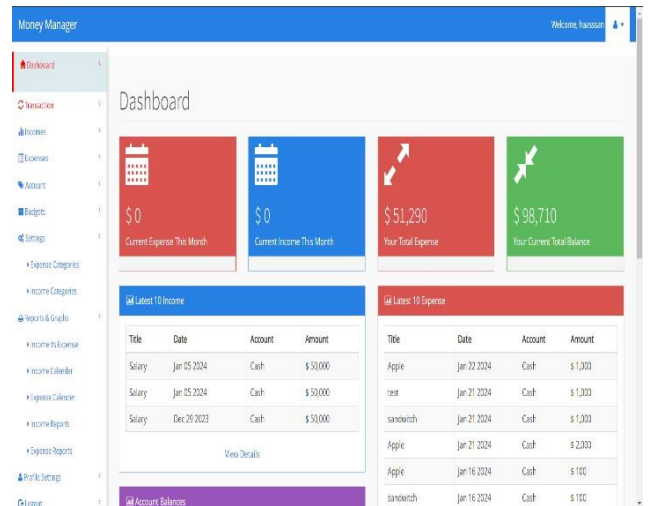 Money Manager
Welcome, haasssan
Dashboard
Transaction
Incomes
Expenses
Account
Budgets
Settings
Expense Categories
Income Categories
Reports & Graphs
Income Vs Expense
Income Calender
Expense Calender
Income Reports
Expense Reports
Profile Settings
Logout
Dashboard
$ 0
Current Expense This Month
$ 0
Current Income This Month
$ 51,290
Your Total Expense
$ 98,710
Your Current Total Balance
Latest 10 Income
Title Date Account Amount
Salary Jan 05 2024 Cash $ 50,000
Salary Jan 05 2024 Cash $ 50,000
Salary Dec 29 2023 Cash $ 50,000
View Details
Account Balances
Latest 10 Expense
Title Date Account Amount
Apple Jan 22 2024 Cash $ 1,000
test Jan 21 2024 Cash $ 1,000
sandwitch Jan 21 2024 Cash $ 1,000
Apple Jan 21 2024 Cash $ 2,000
Apple Jan 16 2024 Cash $ 100
sandwitch Jan 16 2024 Cash $ 100